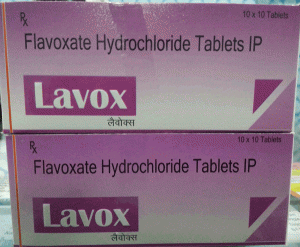 Rx 10 x 10 Tablets
Flavoxate Hydrochloride Tablets IP
Lavox
लैवोक्स
Rx 10 x 10 Tablets
Flavoxate Hydrochloride Tablets IP
Lavox
लैवोक्स